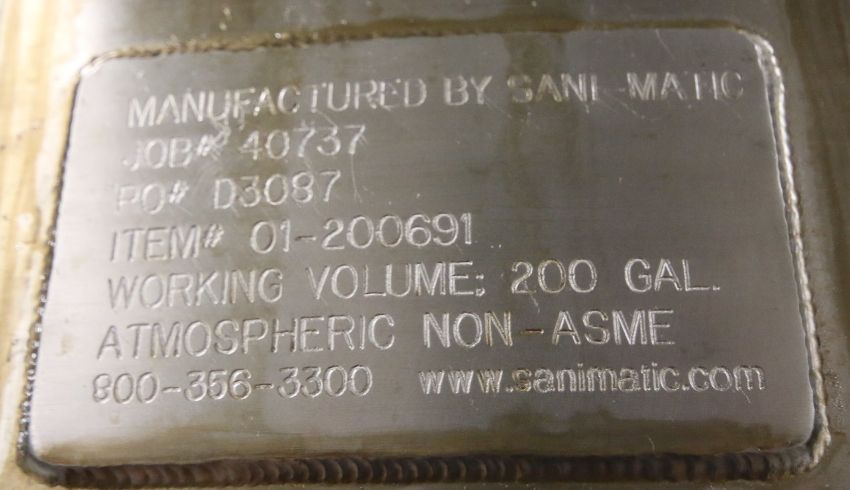 MANUFACTURED BY SANI-MATIC
JOB# 40737
PO# D3087
ITEM# 01-200691
WORKING VOLUME: 200 GAL.
ATMOSPHERIC NON-ASME
800-356-3300 www.sanimatic.com